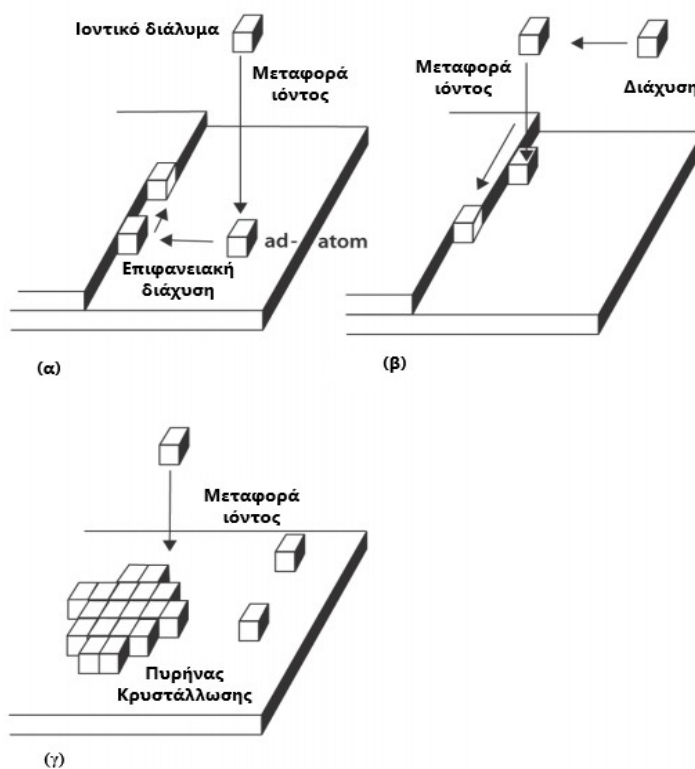 Ιοντικό διάλυμα
Μεταφορά
ιόντος
ad-atom
Επιφανειακή
διάχυση
(α)
Μεταφορά
ιόντος
Διάχυση
(β)
Μεταφορά
ιόντος
Πυρήνας
Κρυστάλλωσης
(γ)